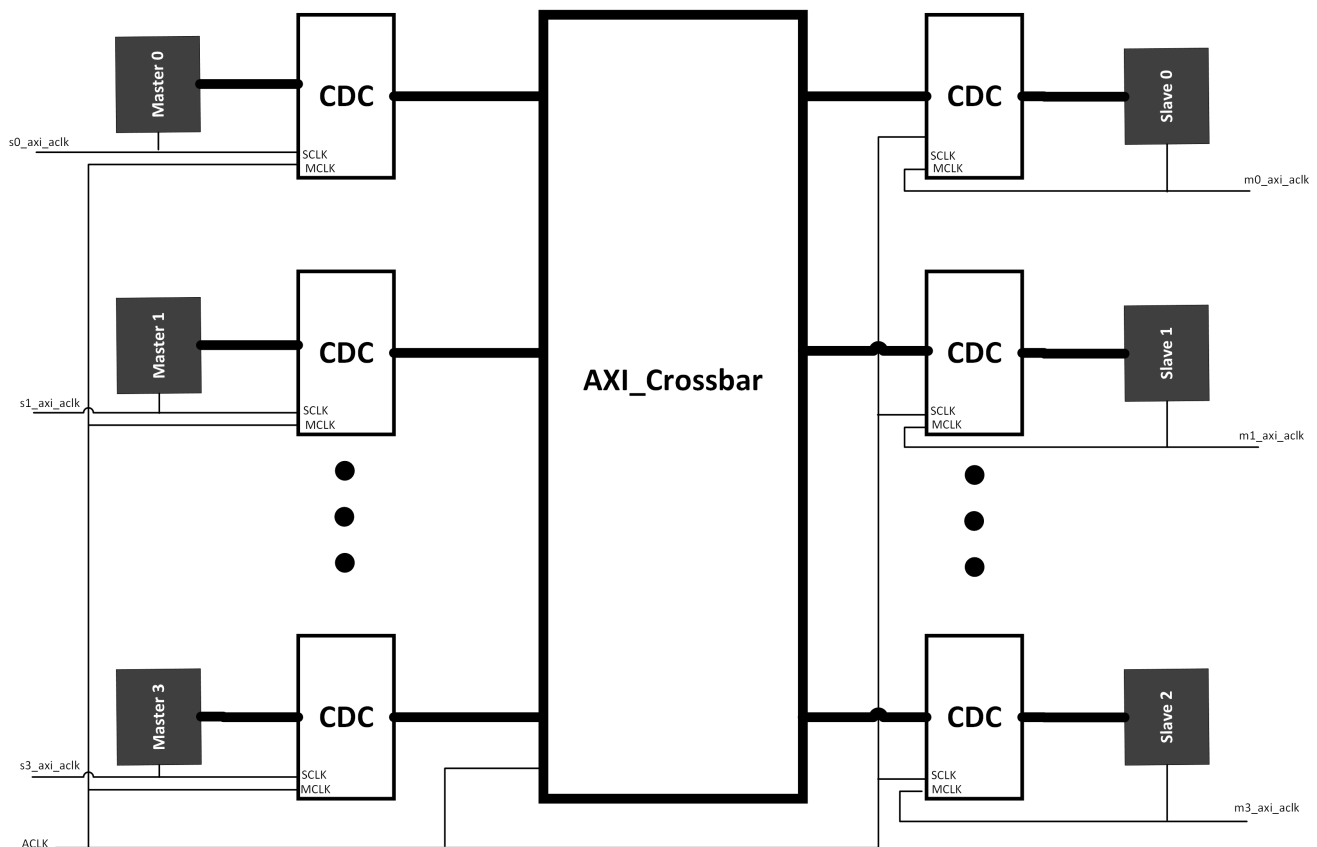 Master 0
CDC
s0_axi_aclk
SCLK
MCLK
Master 1
CDC
s1_axi_aclk
SCLK
MCLK
Master 3
CDC
s3_axi_aclk
SCLK
MCLK
ACLK
AXI_Crossbar
CDC
Slave 0
SCLK
MCLK
m0_axi_aclk
CDC
Slave 1
SCLK
MCLK
m1_axi_aclk
CDC
Slave 2
SCLK
MCLK
m3_axi_aclk